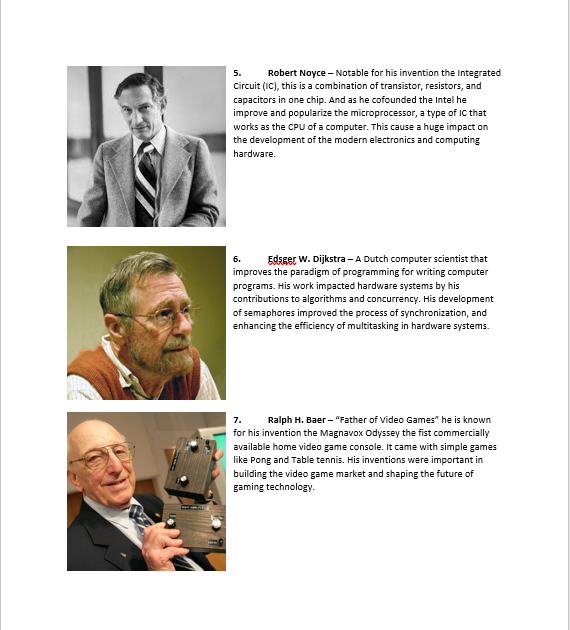 5. Robert Noyce – Notable for his invention the Integrated
Circuit (IC), this is a combination of transistor, resistors, and
capacitors in one chip. And as he cofounded the Intel he
improve and popularize the microprocessor, a type of IC that
works as the CPU of a computer. This cause a huge impact on
the development of the modern electronics and computing
hardware.
6. Edsger W. Dijkstra – A Dutch computer scientist that
improves the paradigm of programming for writing computer
programs. His work impacted hardware systems by his
contributions to algorithms and concurrency. His development
of semaphores improved the process of synchronization, and
enhancing the efficiency of multitasking in hardware systems.
7. Ralph H. Baer – “Father of Video Games” he is known
for his invention the Magnavox Odyssey the fist commercially
available home video game console. It came with simple games
like Pong and Table tennis. His inventions were important in
building the video game market and shaping the future of
gaming technology.